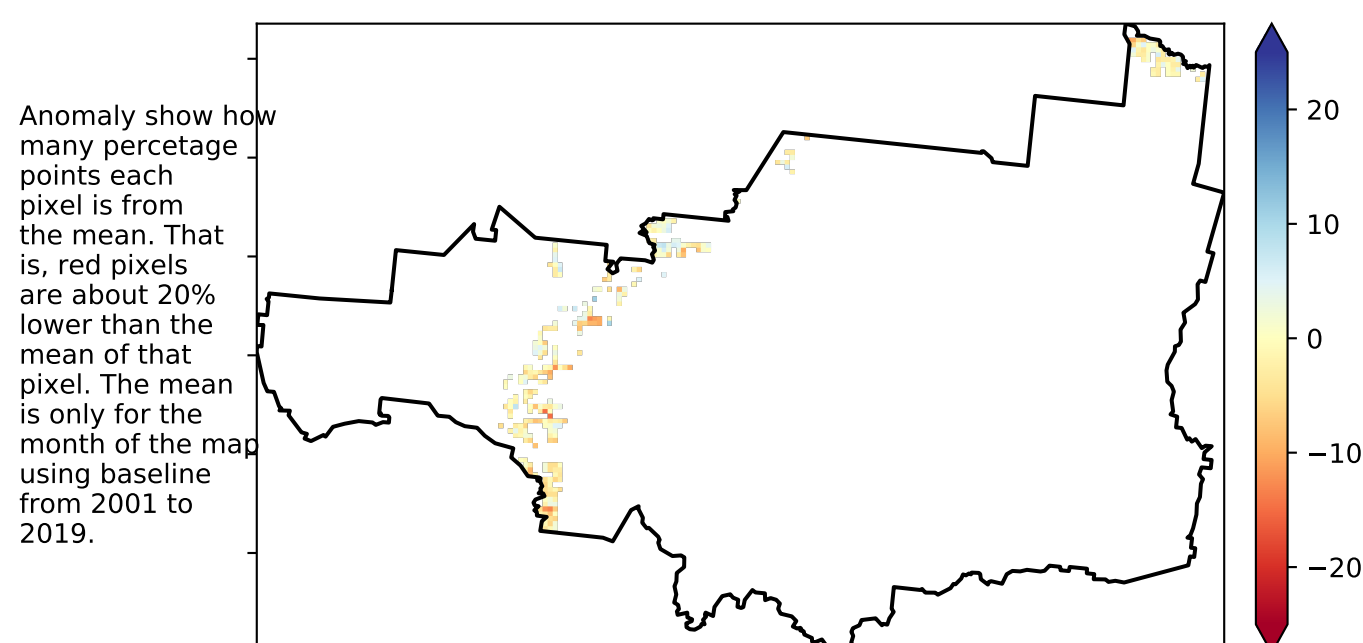 Anomaly show how
many percetage
points each
pixel is from
the mean. That
is, red pixels
are about 20%
lower than the
mean of that
pixel. The mean
is only for the
month of the map
using baseline
from 2001 to
2019.
20
10
0
−10
−20